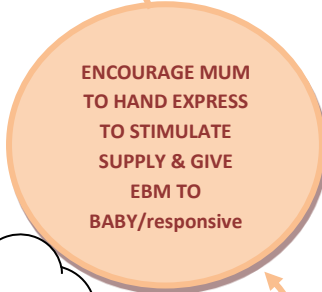 ENCOURAGE MUM
TO HAND EXPRESS
TO STIMULATE
SUPPLY & GIVE
EBM TO
BABY/responsive